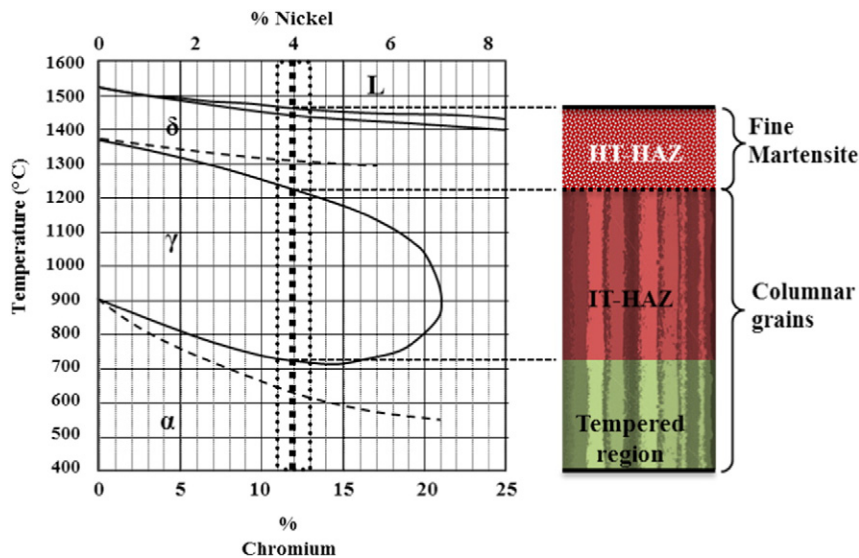 % Nickel
0 2 4 6 8
1600
1500
1400
1300
1200
1100
1000
900
800
700
600
500
400
Temperature (°C)
L
δ
γ
α
0 5 10 15 20 25
%
Chromium
HT-HAZ
IT-HAZ
Tempered
region
Fine
Martensite
Columnar
grains